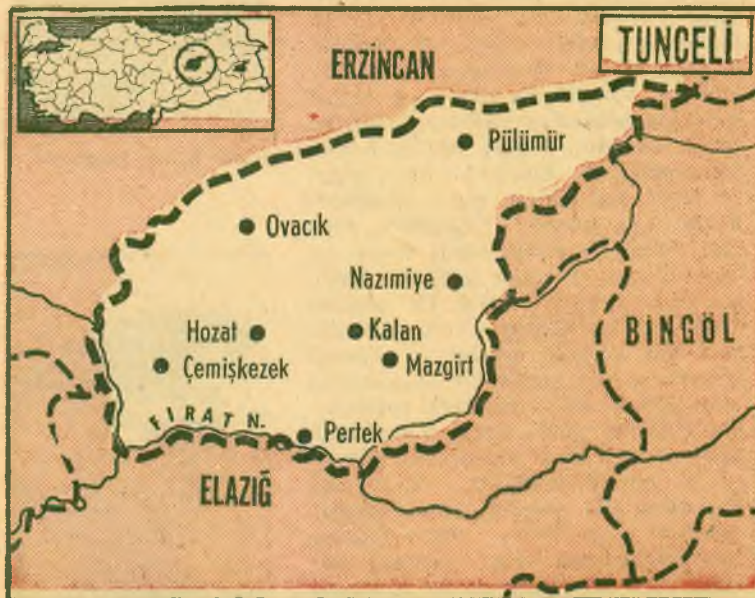 TUNCELİ
ERZİNCAN
Pülümür
Ovacık
Nazımiye
Hozat
Kalan
BİNGÖL
Çemişkezek
Mazgirt
FIRAT N.
Pertek
ELAZIĞ